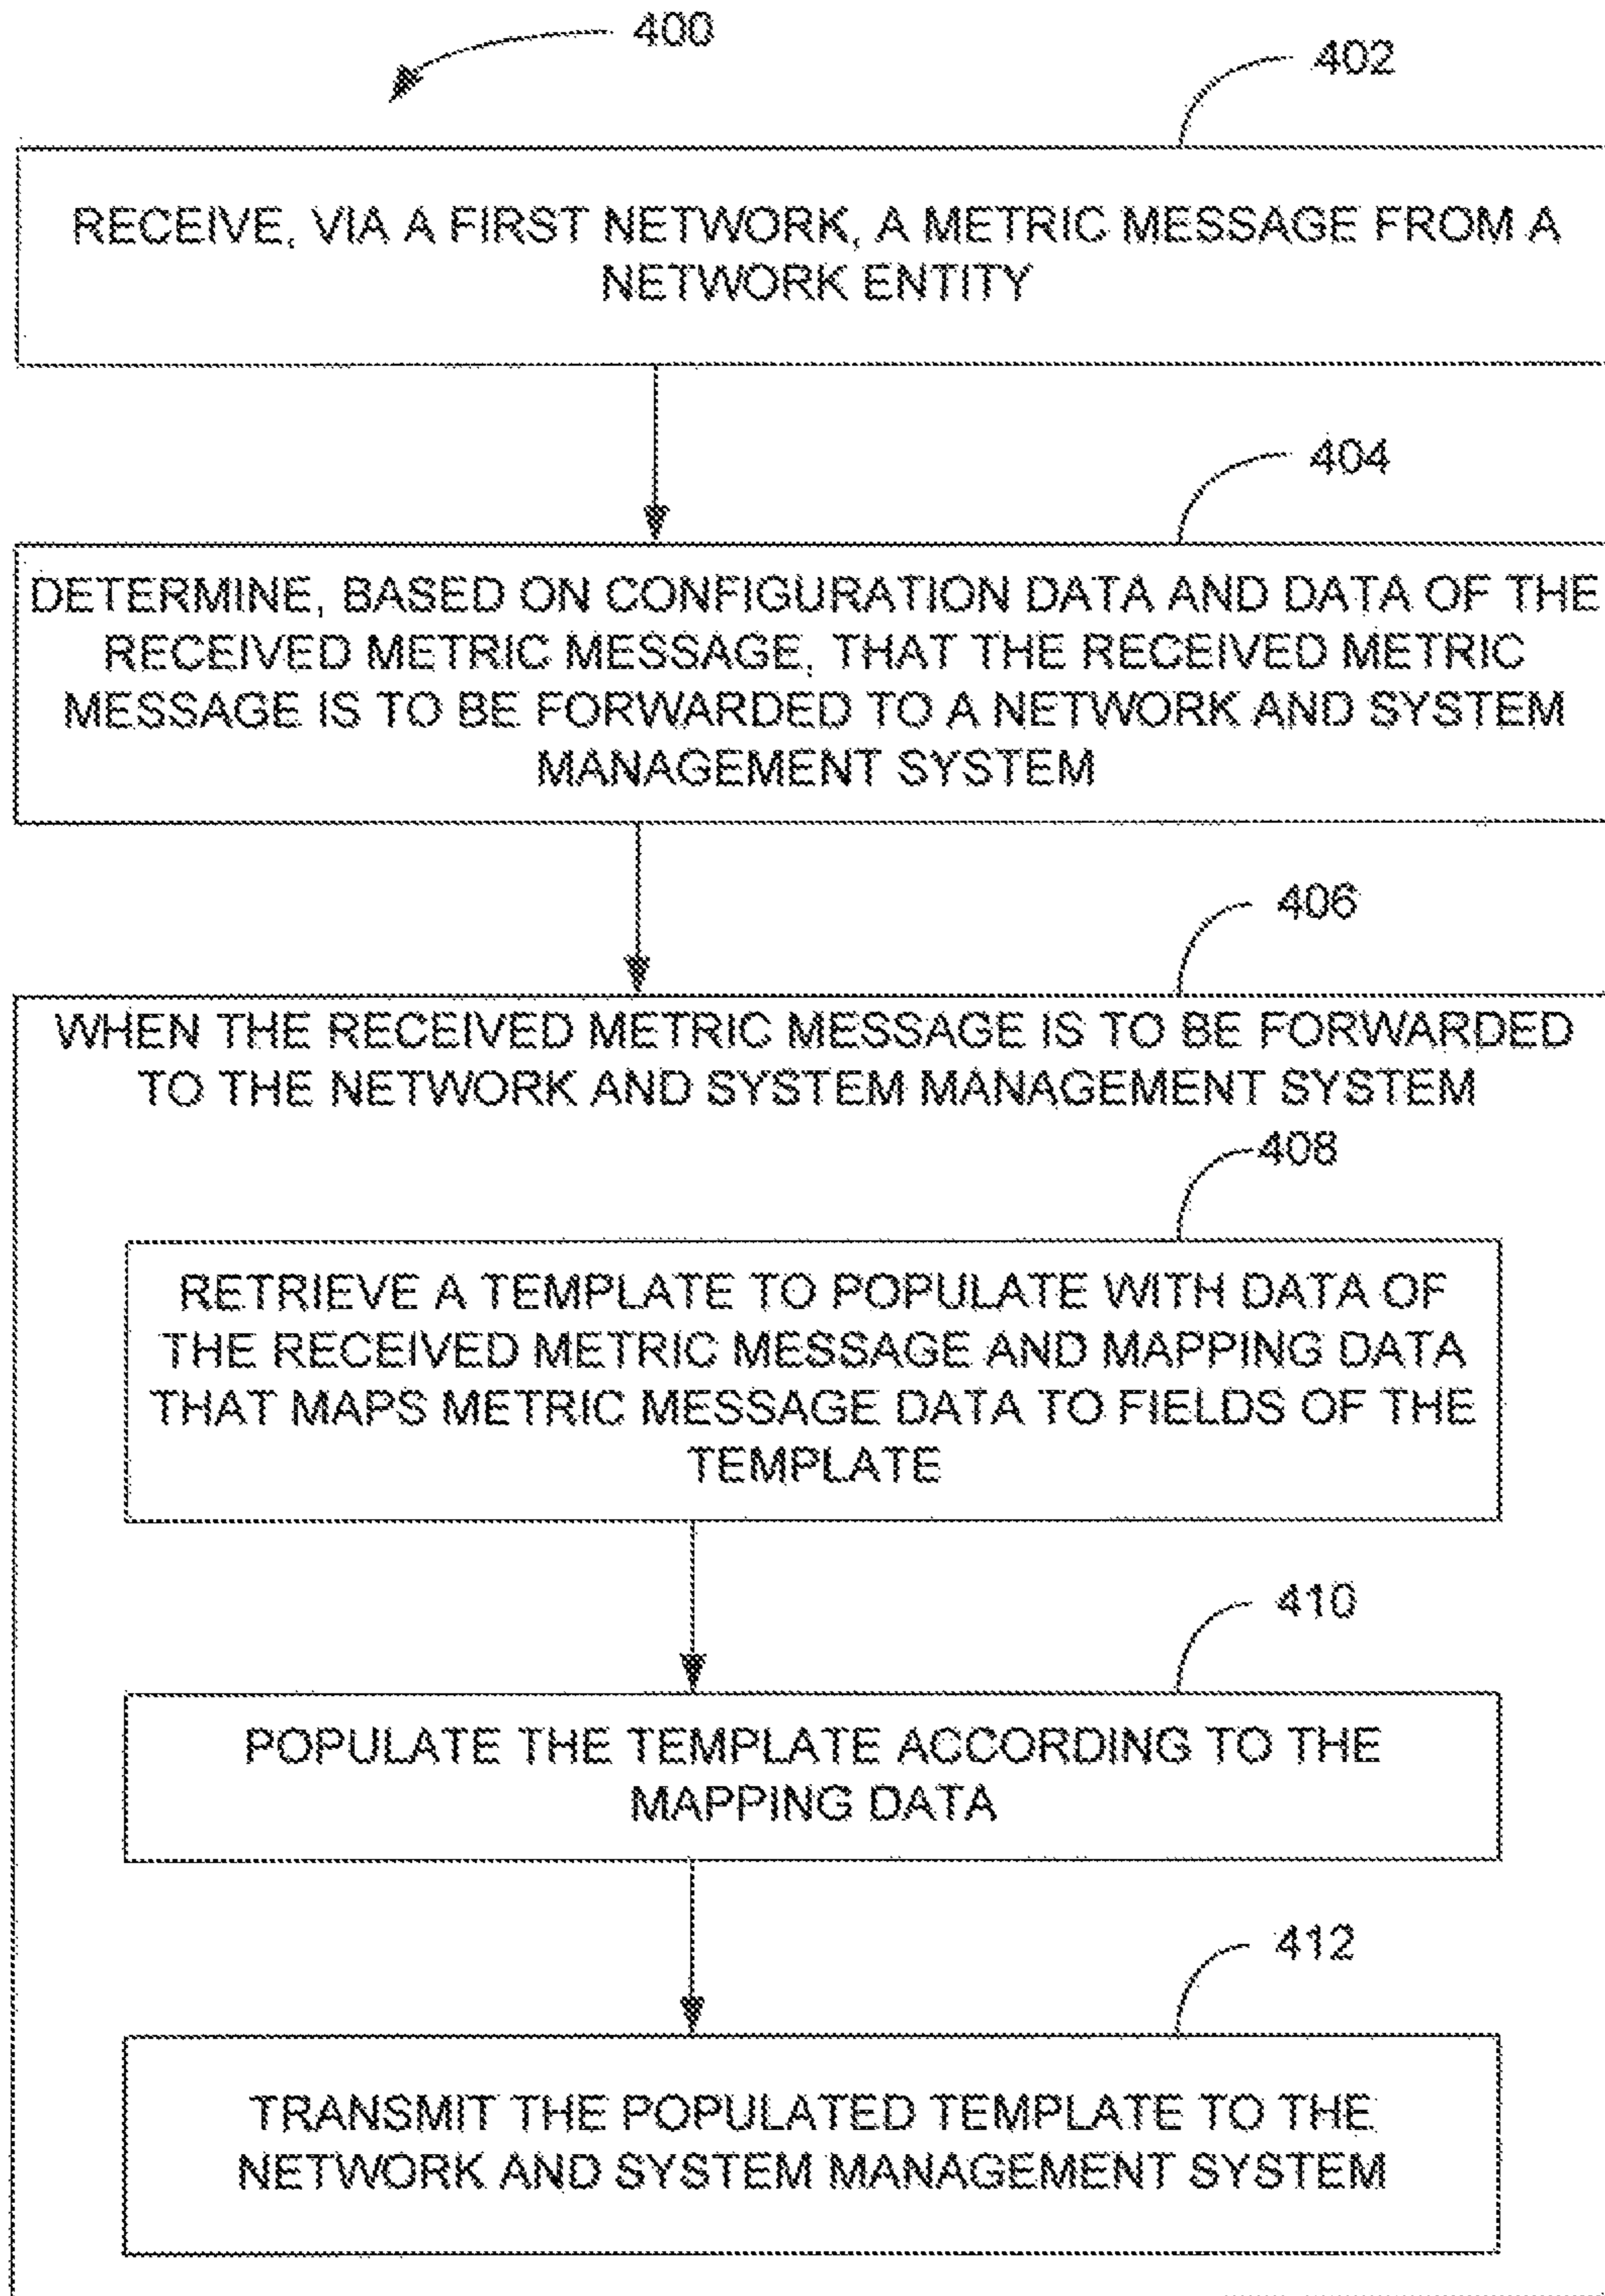 400
402
RECEIVE, VIA A FIRST NETWORK, A METRIC MESSAGE FROM A
NETWORK ENTITY
404
DETERMINE, BASED ON CONFIGURATION DATA AND DATA OF THE
RECEIVED METRIC MESSAGE, THAT THE RECEIVED METRIC
MESSAGE IS TO BE FORWARDED TO A NETWORK AND SYSTEM
MANAGEMENT SYSTEM
406
WHEN THE RECEIVED METRIC MESSAGE IS TO BE FORWARDED
TO THE NETWORK AND SYSTEM MANAGEMENT SYSTEM
408
RETRIEVE A TEMPLATE TO POPULATE WITH DATA OF
THE RECEIVED METRIC MESSAGE AND MAPPING DATA
THAT MAPS METRIC MESSAGE DATA TO FIELDS OF THE
TEMPLATE
410
POPULATE THE TEMPLATE ACCORDING TO THE
MAPPING DATA
412
TRANSMIT THE POPULATED TEMPLATE TO THE
NETWORK AND SYSTEM MANAGEMENT SYSTEM